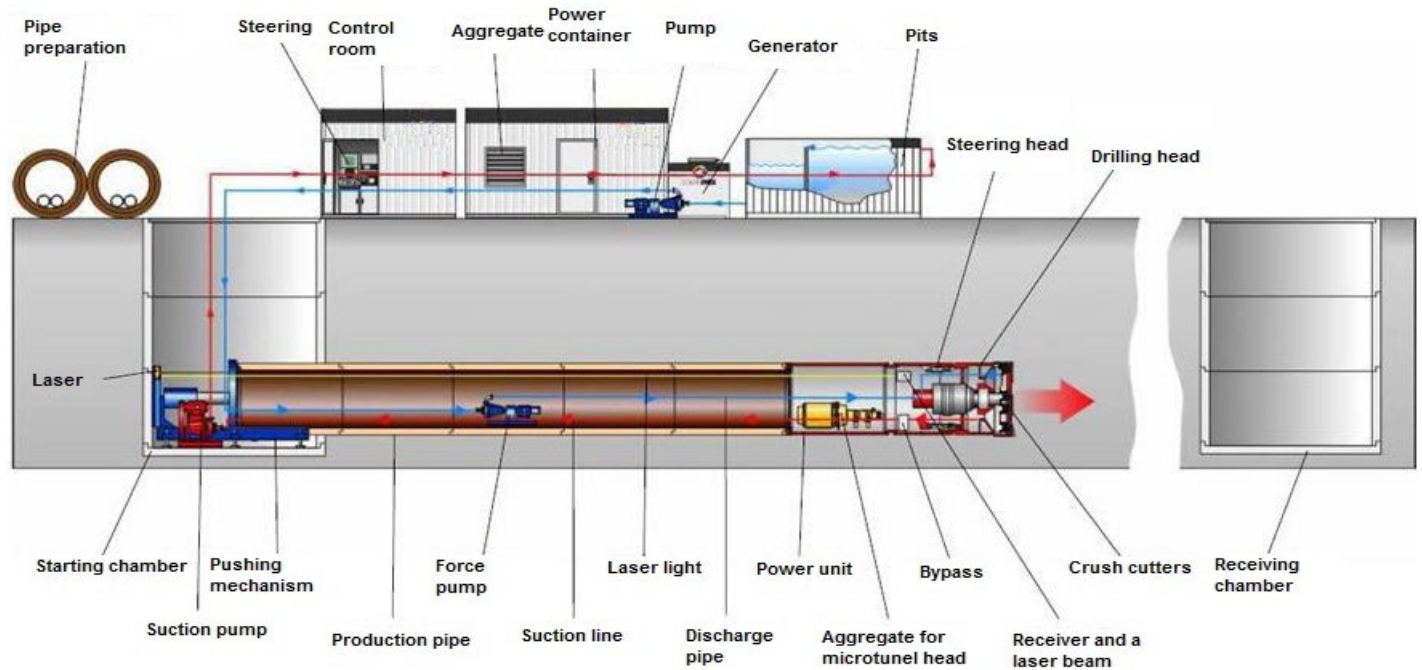 Pipe
preparation
Steering
Control
room
Aggregate
Power
container
Pump
Generator
Pits
Steering head
Drilling head
Laser
Starting chamber
Pushing
mechanism
Force
pump
Laser light
Power unit
Bypass
Crush cutters
Receiving
chamber
Suction pump
Production pipe
Suction line
Discharge
pipe
Aggregate for
microtunel head
Receiver and a
laser beam